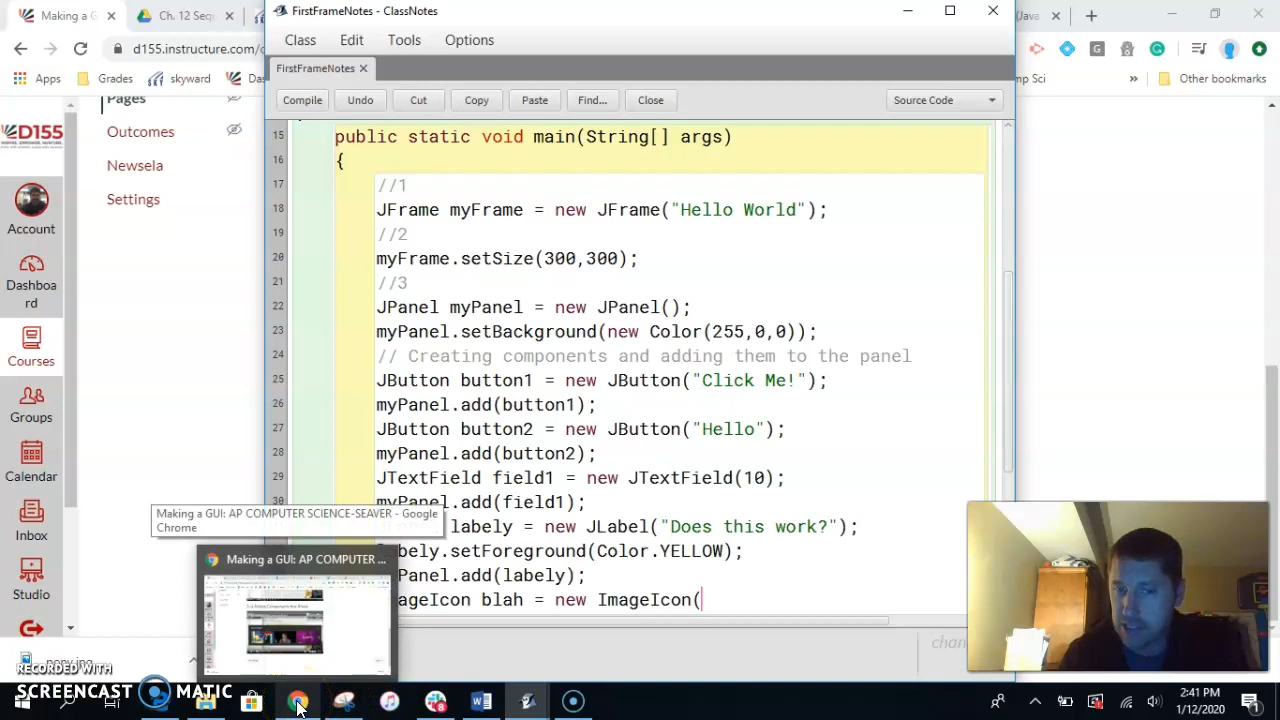 Making a G
Ch. 12 Sequ
FirstFrameNotes - ClassNotes
(Java
d155.instructure.com/c
Class
Edit
Tools
Options
FirstFrameNotes
Apps
Grades
skyward
Da
mp Sci
»
Other bookmarks
Compile
Undo
Cut
Copy
Paste
Find...
Close
Source Code
Pages
Outcomes
Newsela
Settings
D155
Account
Dashboa
rd
Courses
Groups
Calendar
Inbox
Studio
15 public static void main(String[] args)
16 {
17 //1
18 JFrame myFrame = new JFrame("Hello World");
19 //2
20 myFrame.setSize(300,300);
21 //3
22 JPanel myPanel = new JPanel();
23 myPanel.setBackground(new Color(255,0,0));
24 // Creating components and adding them to the panel
25 JButton button1 = new JButton("Click Me!");
26 myPanel.add(button1);
27 JButton button2 = new JButton("Hello");
28 myPanel.add(button2);
29 JTextField field1 = new JTextField(10);
30 myPanel.add(field1);
labely = new JLabel("Does this work?");
bely.setForeground(Color.YELLOW);
Panel.add(labely);
ageIcon blah = new ImageIcon(
Making a GUI: AP COMPUTER SCIENCE-SEAVER - Google
Chrome
Making a GUI: AP COMPUTER ...
chan
RECORDED WITH
SCREENCAST MATIC
2:41 PM
1/12/2020
1